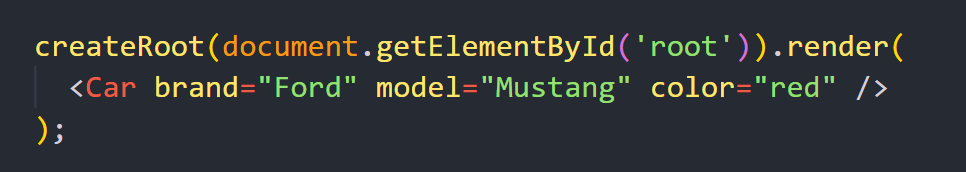 createRoot(document.getElementById('root')).render(
  <Car brand="Ford" model="Mustang" color="red" />
);